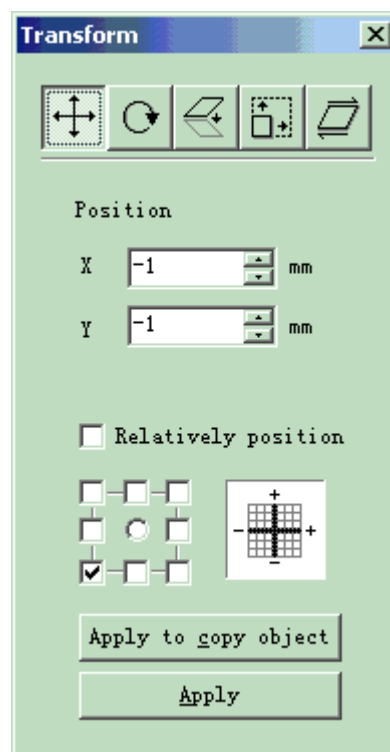 Transform
Position
X -1 mm
Y -1 mm
Relatively position
+
- +
-
Apply to copy object
Apply